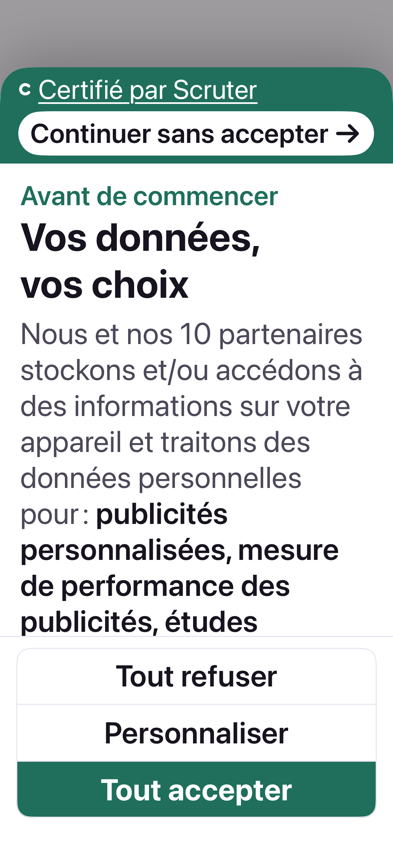 Certifié par Scruter
Continuer sans accepter →
Avant de commencer
Vos données,
vos choix
Nous et nos 10 partenaires
stockons et/ou accédons à
des informations sur votre
appareil et traitons des
données personnelles
pour : publicités
personnalisées, mesure
de performance des
publicités, études
Tout refuser
Personnaliser
Tout accepter